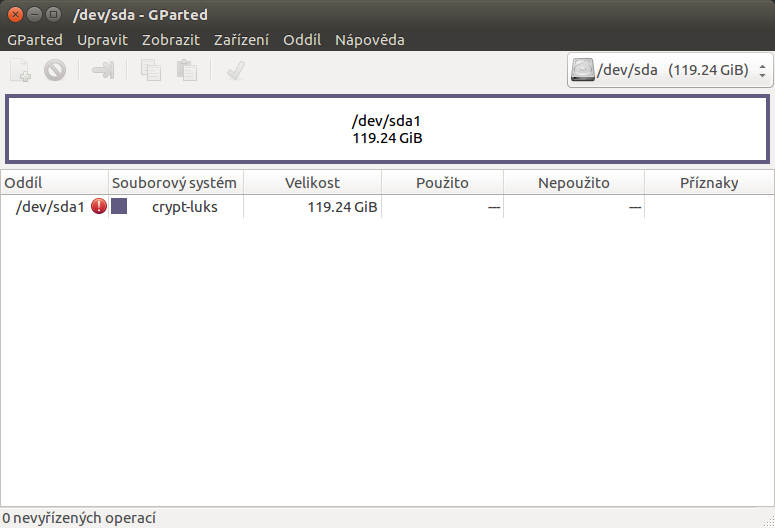 /dev/sda - GParted
GParted Upravit Zobrazit Zařízení Oddíl Nápověda
/dev/sda (119.24 GiB)
/dev/sda1
119.24 GiB
Oddíl Souborový systém Velikost Použito Nepoužito Příznaky
/dev/sda1 crypt-luks 119.24 GiB --- ---
0 nevyřízených operací